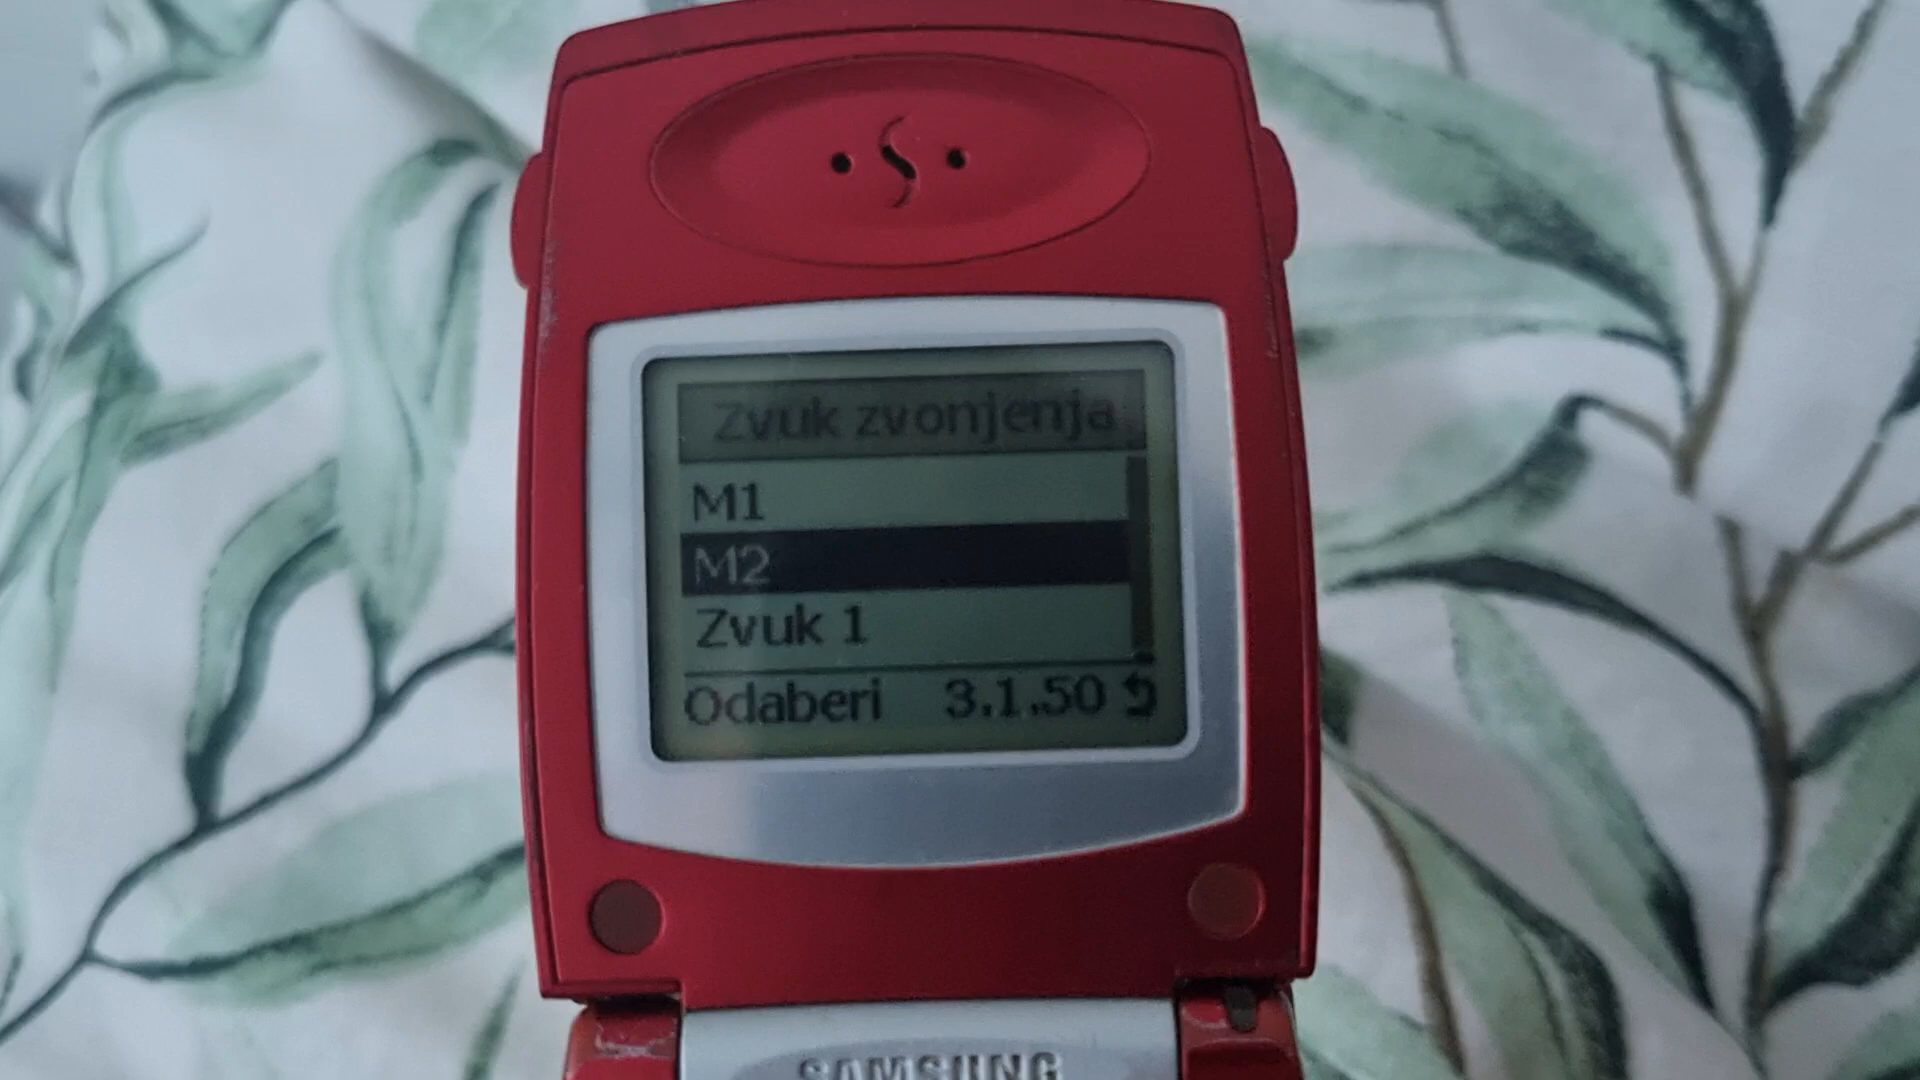 Zvuk zvonjenja
M1
M2
Zvuk 1
Odaberi 3.1.50
SAMSUNG